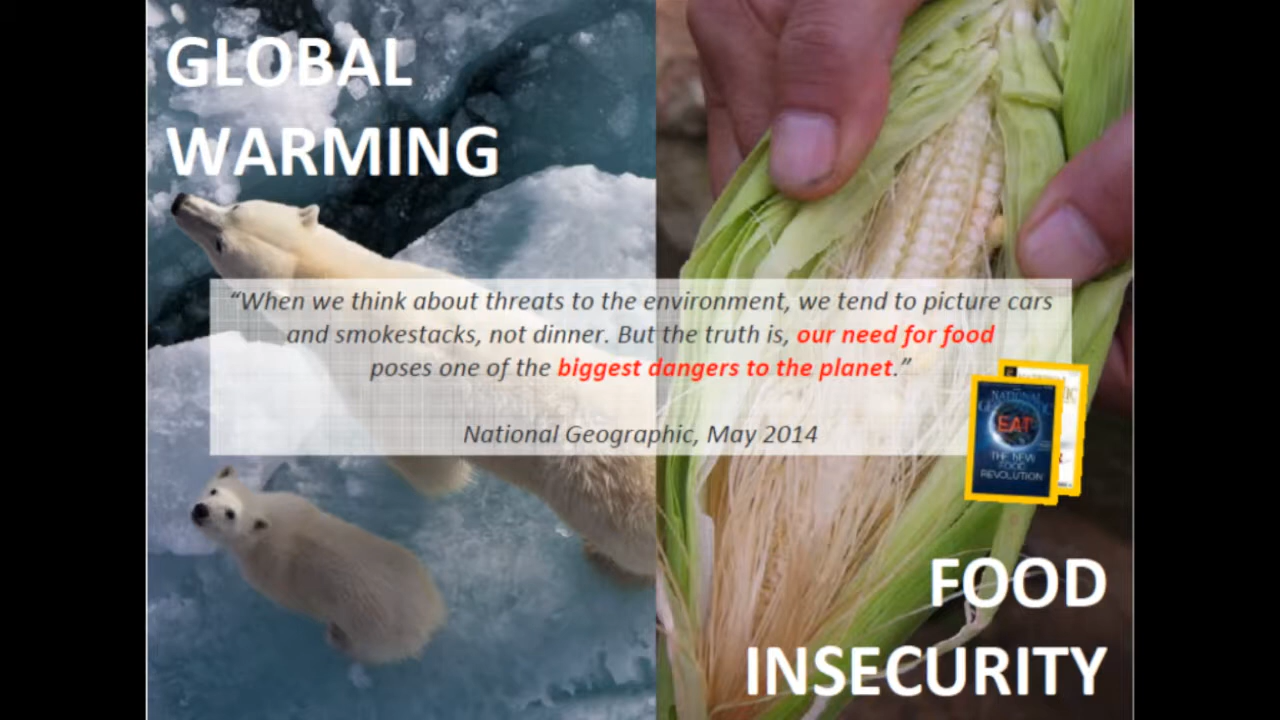 GLOBAL
WARMING
“When we think about threats to the environment, we tend to picture cars
and smokestacks, not dinner. But the truth is, our need for food
poses one of the biggest dangers to the planet.”
National Geographic, May 2014
NATIONAL
GEOGRAPHIC
EAT
THE NEW
FOOD
REVOLUTION
FOOD
INSECURITY